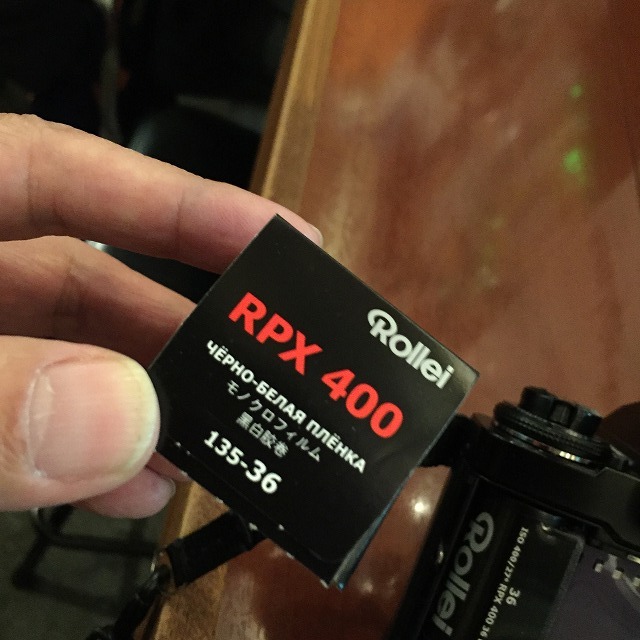 Rollei
RPX 400
ЧЁРНО-БЕЛАЯ ПЛЁНКА
モノクロフィルム
黑白胶卷
135-36
Rollei
36